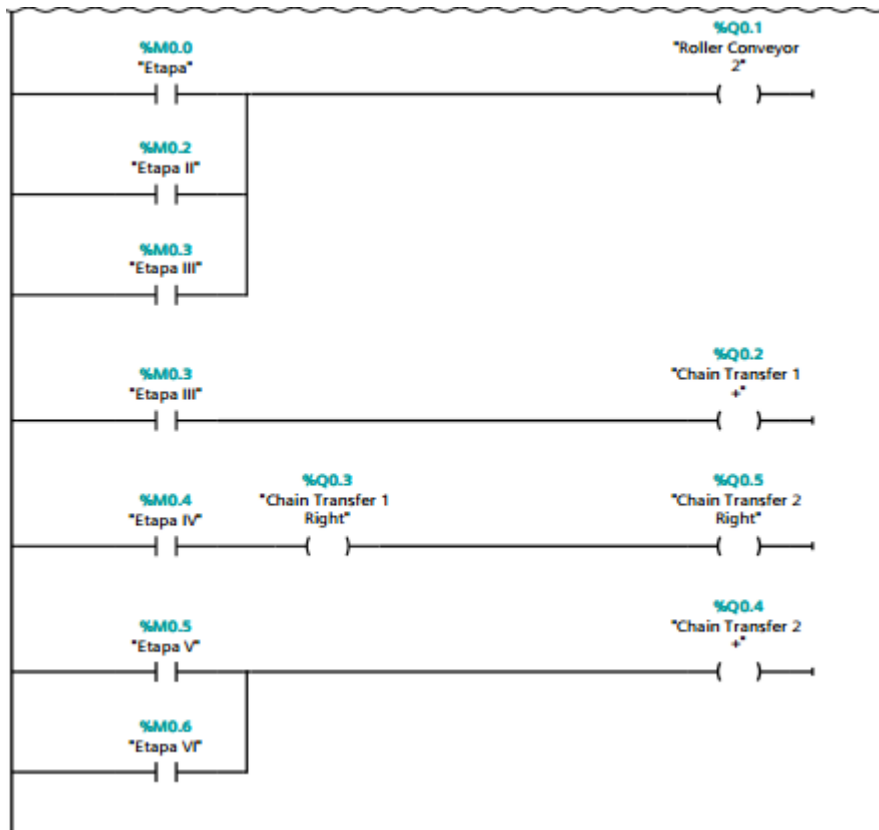 %M0.0
"Etapa"
%Q0.1
"Roller Conveyor
2"
%M0.2
"Etapa II"
%M0.3
"Etapa III"
%M0.3
"Etapa III"
%Q0.2
"Chain Transfer 1
+"
%M0.4
"Etapa IV"
%Q0.3
"Chain Transfer 1
Right"
%Q0.5
"Chain Transfer 2
Right"
%M0.5
"Etapa V"
%Q0.4
"Chain Transfer 2
+"
%M0.6
"Etapa VI"